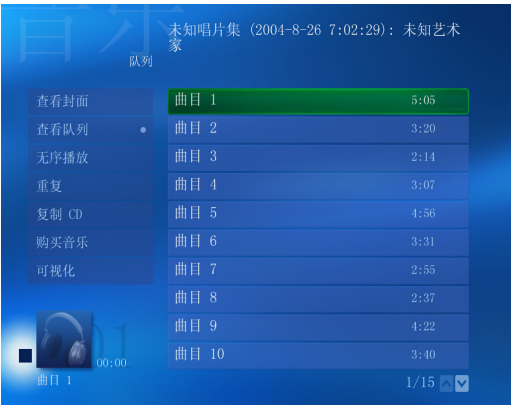 音乐
未知唱片集 (2004-8-26 7:02:29): 未知艺术
家
队列
查看封面
查看队列
无序播放
重复
复制 CD
购买音乐
可视化
曲目 1 5:05
曲目 2 3:20
曲目 3 2:14
曲目 4 3:07
曲目 5 4:56
曲目 6 3:31
曲目 7 2:55
曲目 8 2:37
曲目 9 4:22
曲目 10 3:40
01
00:00
曲目 1
1/15